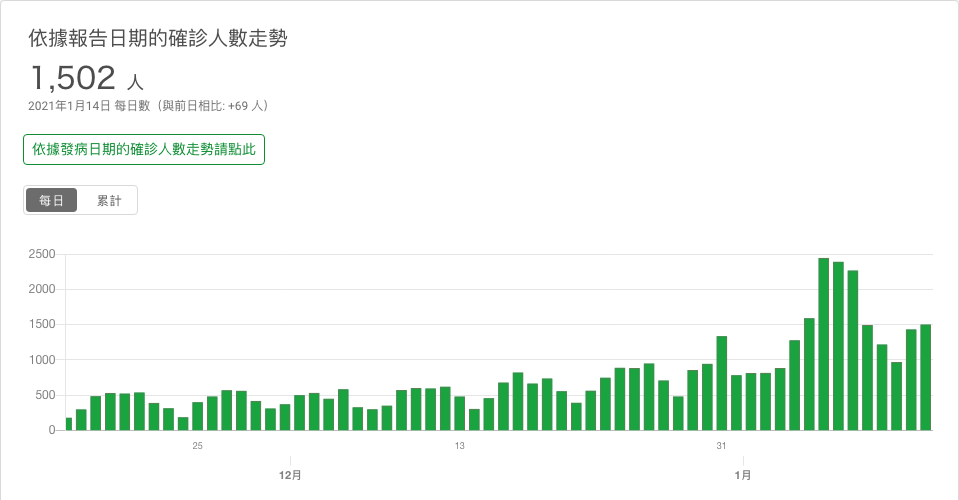 依據報告日期的確診人數走勢
1,502 人
2021年1月14日 每日數（與前日相比: +69 人）
依據發病日期的確診人數走勢請點此
每日 累計
2500
2000
1500
1000
500
0
25 13 31
12月 1月